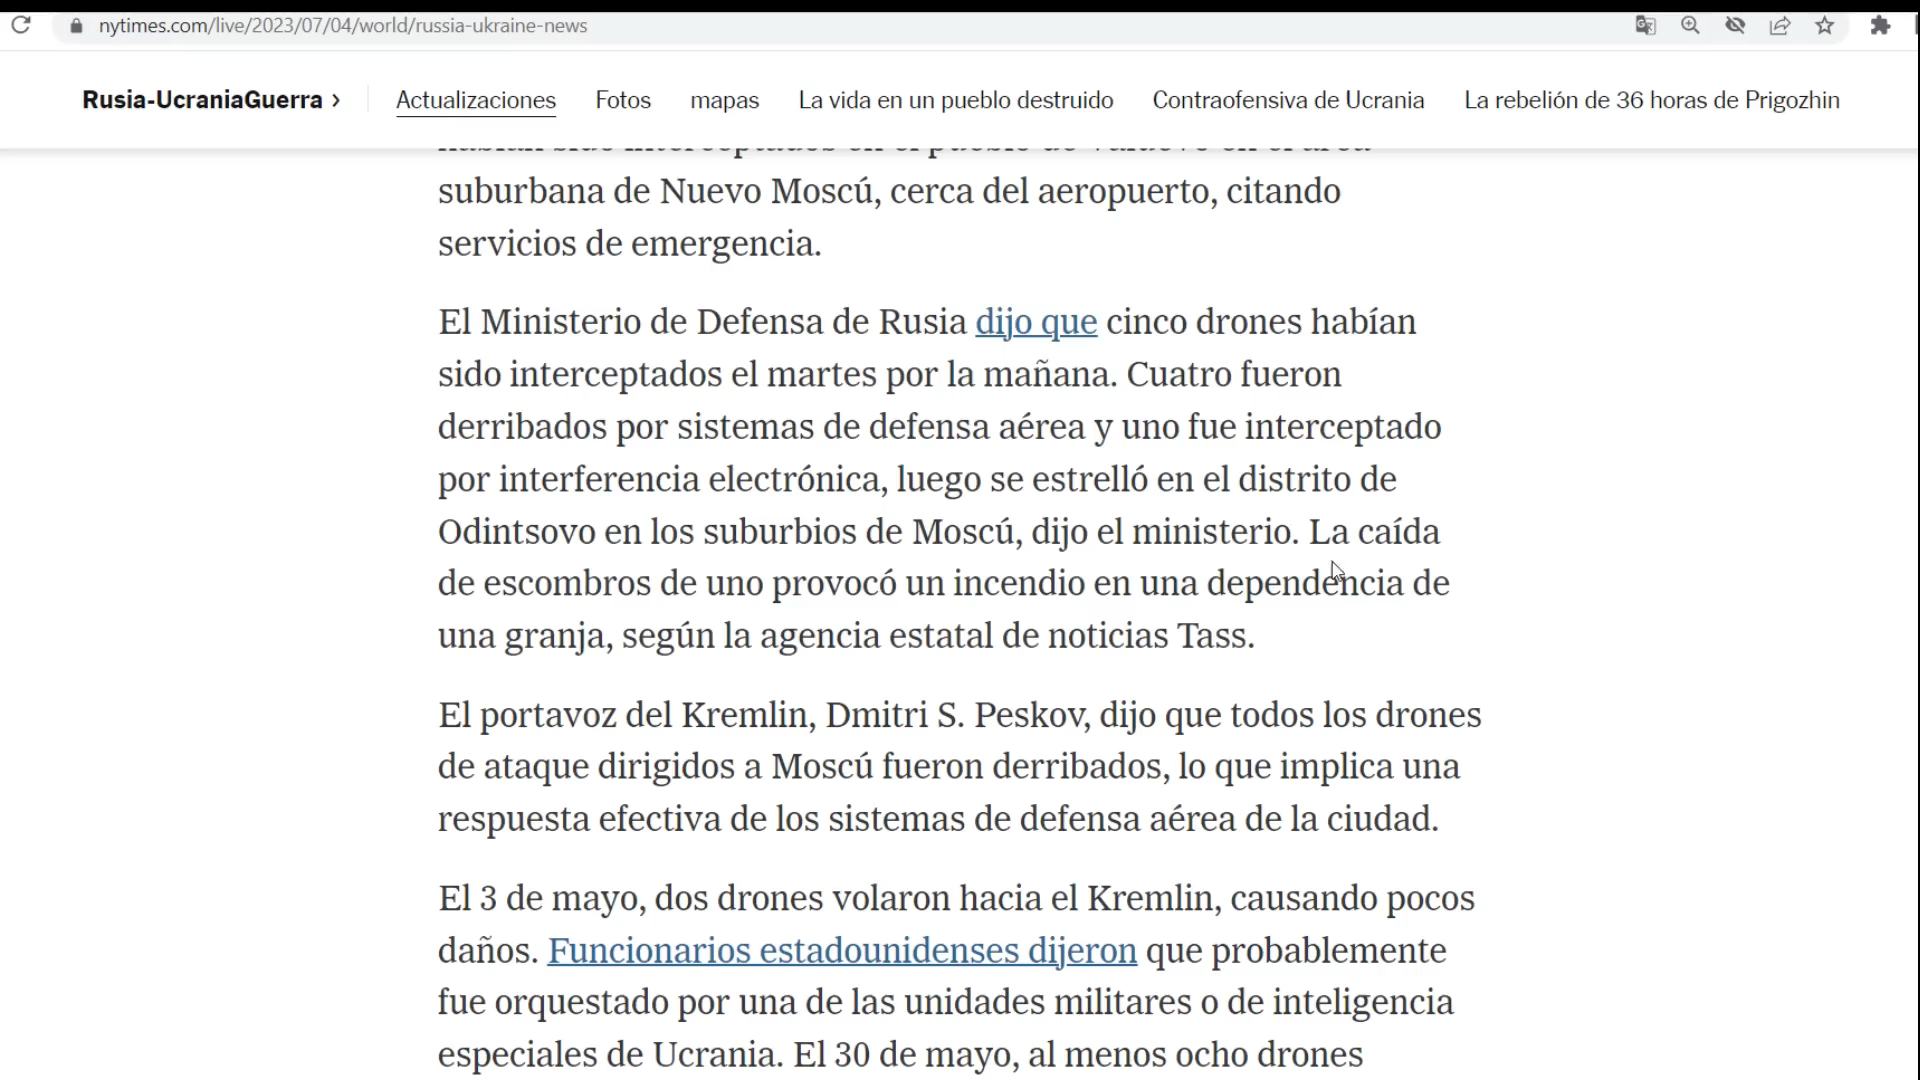 nytimes.com/live/2023/07/04/world/russia-ukraine-news
Rusia-UcraniaGuerra › Actualizaciones Fotos mapas La vida en un pueblo destruido Contraofensiva de Ucrania La rebelión de 36 horas de Prigozhin
suburbana de Nuevo Moscú, cerca del aeropuerto, citando
servicios de emergencia.
El Ministerio de Defensa de Rusia dijo que cinco drones habían
sido interceptados el martes por la mañana. Cuatro fueron
derribados por sistemas de defensa aérea y uno fue interceptado
por interferencia electrónica, luego se estrelló en el distrito de
Odintsovo en los suburbios de Moscú, dijo el ministerio. La caída
de escombros de uno provocó un incendio en una dependencia de
una granja, según la agencia estatal de noticias Tass.
El portavoz del Kremlin, Dmitri S. Peskov, dijo que todos los drones
de ataque dirigidos a Moscú fueron derribados, lo que implica una
respuesta efectiva de los sistemas de defensa aérea de la ciudad.
El 3 de mayo, dos drones volaron hacia el Kremlin, causando pocos
daños. Funcionarios estadounidenses dijeron que probablemente
fue orquestado por una de las unidades militares o de inteligencia
especiales de Ucrania. El 30 de mayo, al menos ocho drones